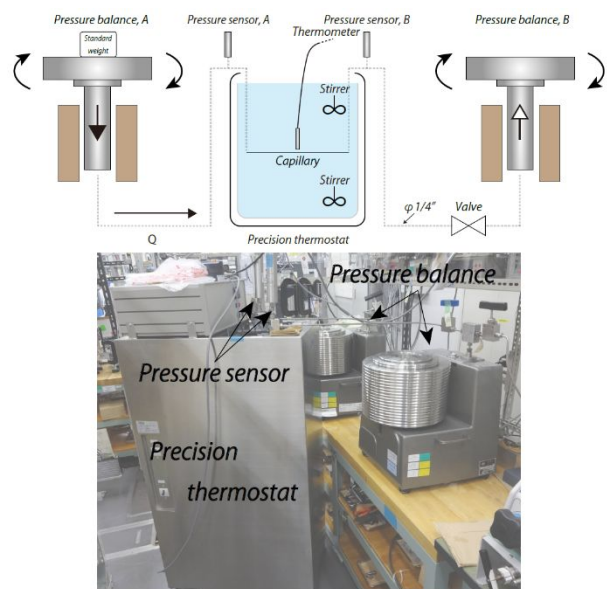 Pressure balance, A
Pressure sensor, A
Pressure sensor, B
Pressure balance, B
Standard
weight
Thermometer
Stirrer
Capillary
Stirrer
φ 1/4"
Valve
Q
Precision thermostat
Pressure balance
Pressure sensor
Precision
thermostat